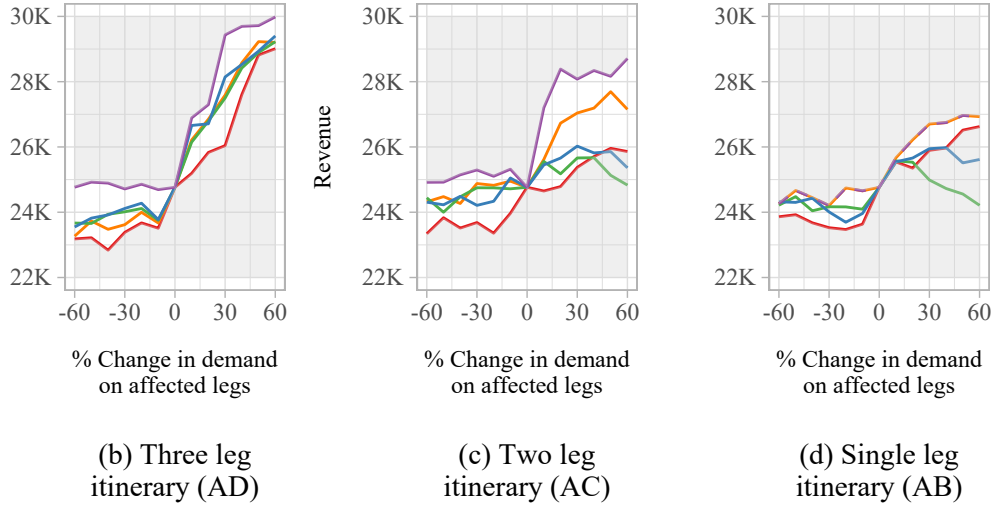 30K
28K
26K
24K
22K
-60 -30 0 30 60
% Change in demand
on affected legs
(b) Three leg
itinerary (AD)
Revenue
30K
28K
26K
24K
22K
-60 -30 0 30 60
% Change in demand
on affected legs
(c) Two leg
itinerary (AC)
30K
28K
26K
24K
22K
-60 -30 0 30 60
% Change in demand
on affected legs
(d) Single leg
itinerary (AB)